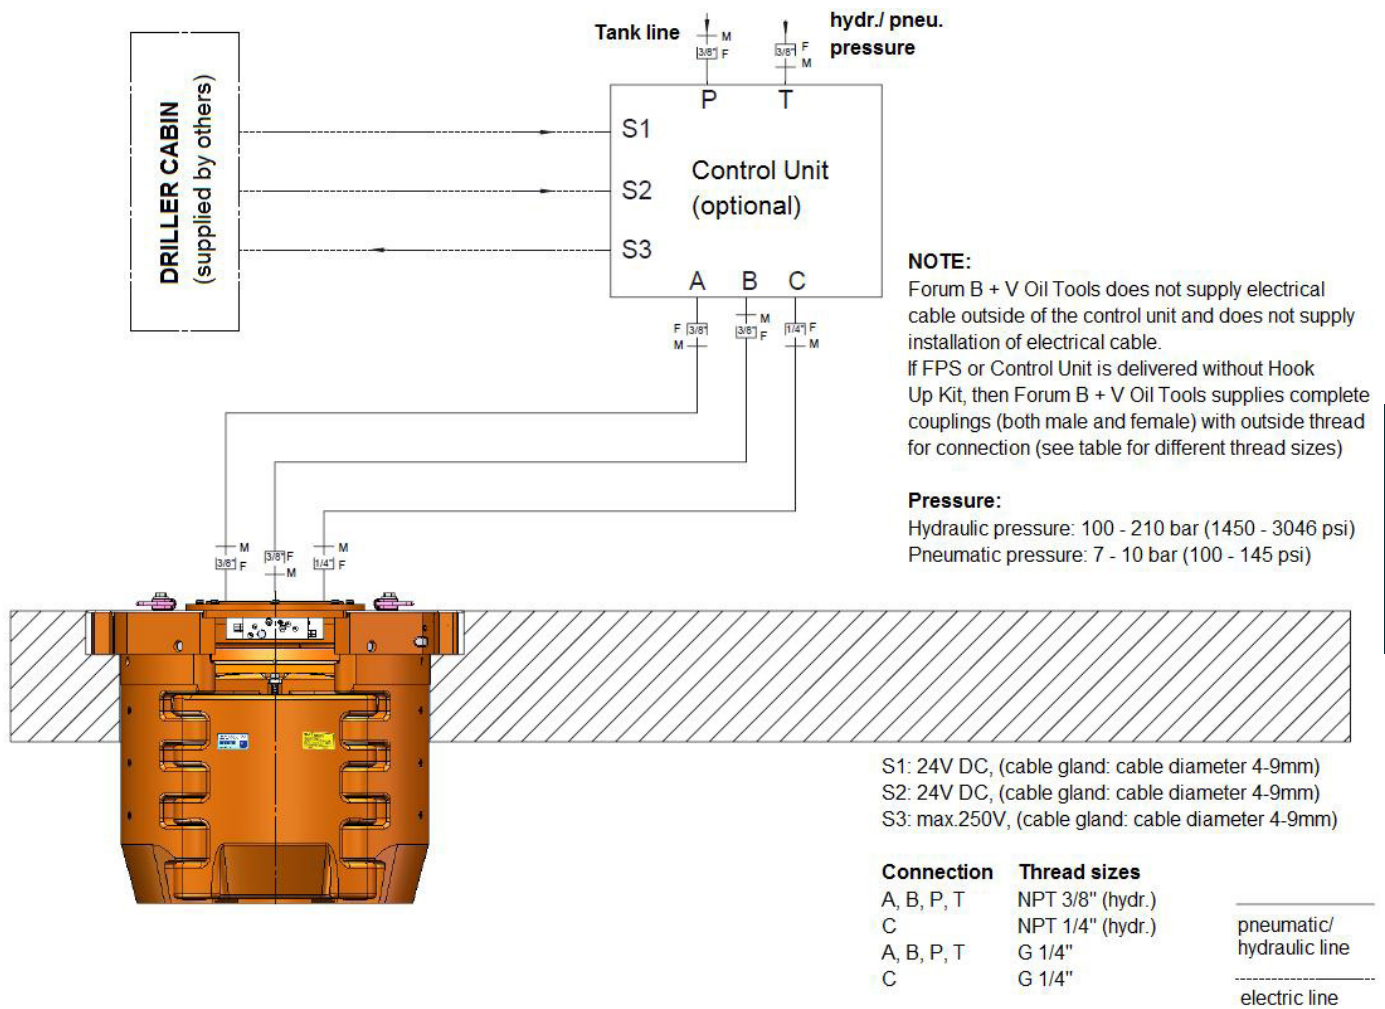 Tank line
hydr./ pneu.
pressure
M
3/8"
F
3/8"
F
M
DRILLER CABIN
(supplied by others)
P
T
S1
S2
S3
Control Unit
(optional)
A
B
C
F
3/8"
M
M
3/8"
F
1/4"
F
M
NOTE:
Forum B + V Oil Tools does not supply electrical
cable outside of the control unit and does not supply
installation of electrical cable.
If FPS or Control Unit is delivered without Hook
Up Kit, then Forum B + V Oil Tools supplies complete
couplings (both male and female) with outside thread
for connection (see table for different thread sizes)
Pressure:
Hydraulic pressure: 100 - 210 bar (1450 - 3046 psi)
Pneumatic pressure: 7 - 10 bar (100 - 145 psi)
M
3/8"
F
3/8"
F
M
M
1/4"
F
S1: 24V DC, (cable gland: cable diameter 4-9mm)
S2: 24V DC, (cable gland: cable diameter 4-9mm)
S3: max.250V, (cable gland: cable diameter 4-9mm)
Connection Thread sizes
A, B, P, T NPT 3/8" (hydr.)
C NPT 1/4" (hydr.)
A, B, P, T G 1/4"
C G 1/4"
pneumatic/
hydraulic line
electric line